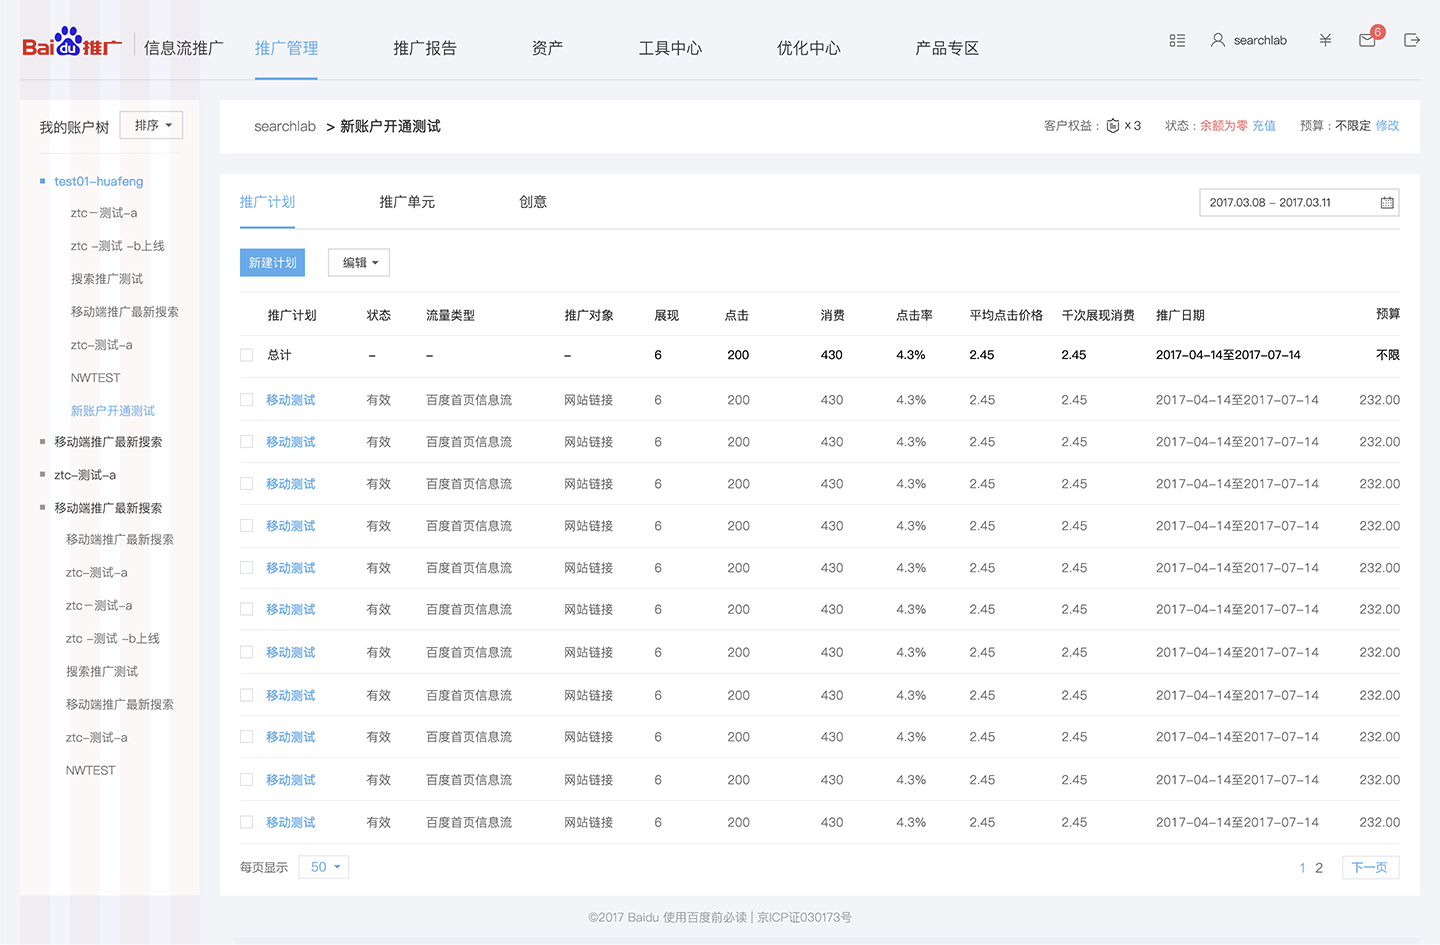 Bai du 推广 信息流推广 推广管理 推广报告 资产 工具中心 优化中心 产品专区 searchlab ¥ 6
我的账户树 排序
test01-huafeng
ztc－测试-a
ztc -测试 -b上线
搜索推广测试
移动端推广最新搜索
ztc-测试-a
NWTEST
新账户开通测试
移动端推广最新搜索
ztc-测试-a
移动端推广最新搜索
移动端推广最新搜索
ztc-测试-a
ztc－测试-a
ztc -测试 -b上线
搜索推广测试
移动端推广最新搜索
ztc-测试-a
NWTEST
searchlab > 新账户开通测试 客户权益： x 3 状态：余额为零 充值 预算：不限定 修改
推广计划 推广单元 创意 2017.03.08 - 2017.03.11
新建计划 编辑
推广计划 状态 流量类型 推广对象 展现 点击 消费 点击率 平均点击价格 千次展现消费 推广日期 预算
总计 – – – 6 200 430 4.3% 2.45 2.45 2017-04-14至2017-07-14 不限
移动测试 有效 百度首页信息流 网站链接 6 200 430 4.3% 2.45 2.45 2017-04-14至2017-07-14 232.00
移动测试 有效 百度首页信息流 网站链接 6 200 430 4.3% 2.45 2.45 2017-04-14至2017-07-14 232.00
移动测试 有效 百度首页信息流 网站链接 6 200 430 4.3% 2.45 2.45 2017-04-14至2017-07-14 232.00
移动测试 有效 百度首页信息流 网站链接 6 200 430 4.3% 2.45 2.45 2017-04-14至2017-07-14 232.00
移动测试 有效 百度首页信息流 网站链接 6 200 430 4.3% 2.45 2.45 2017-04-14至2017-07-14 232.00
移动测试 有效 百度首页信息流 网站链接 6 200 430 4.3% 2.45 2.45 2017-04-14至2017-07-14 232.00
移动测试 有效 百度首页信息流 网站链接 6 200 430 4.3% 2.45 2.45 2017-04-14至2017-07-14 232.00
移动测试 有效 百度首页信息流 网站链接 6 200 430 4.3% 2.45 2.45 2017-04-14至2017-07-14 232.00
移动测试 有效 百度首页信息流 网站链接 6 200 430 4.3% 2.45 2.45 2017-04-14至2017-07-14 232.00
移动测试 有效 百度首页信息流 网站链接 6 200 430 4.3% 2.45 2.45 2017-04-14至2017-07-14 232.00
移动测试 有效 百度首页信息流 网站链接 6 200 430 4.3% 2.45 2.45 2017-04-14至2017-07-14 232.00
每页显示 50 1 2 下一页
©2017 Baidu 使用百度前必读 | 京ICP证030173号